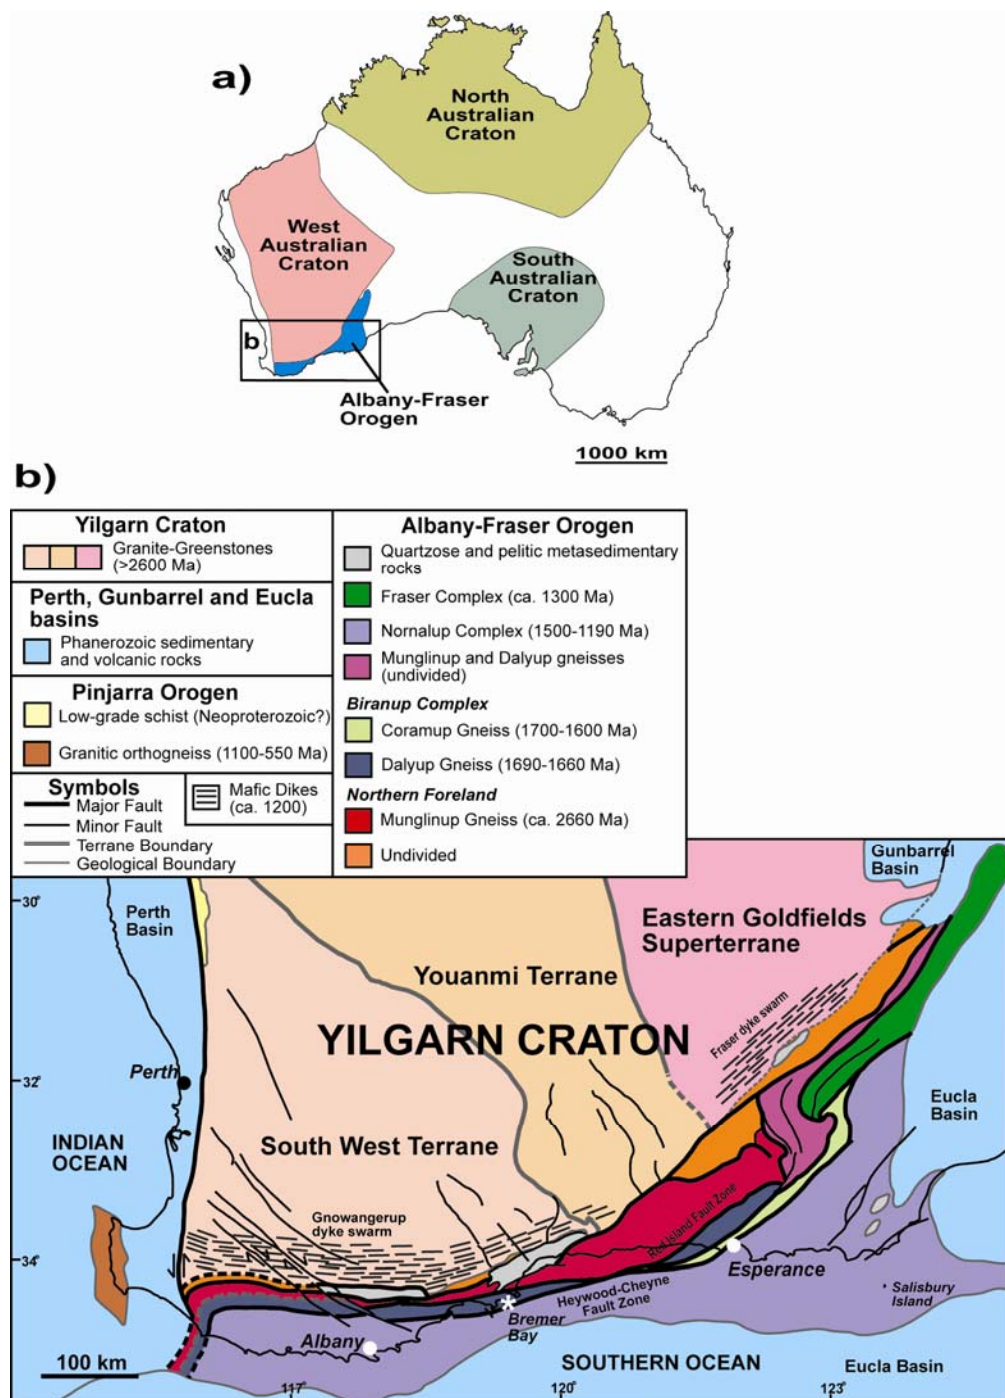 a)
North
Australian
Craton
West
Australian
Craton
South
Australian
Craton
b
Albany-Fraser
Orogen
1000 km
b)
Yilgarn Craton
Granite-Greenstones
(>2600 Ma)
Perth, Gunbarrel and Eucla
basins
Phanerozoic sedimentary
and volcanic rocks
Pinjarra Orogen
Low-grade schist (Neoproterozoic?)
Granitic orthogneiss (1100-550 Ma)
Symbols
Major Fault
Minor Fault
Terrane Boundary
Geological Boundary
Mafic Dikes
(ca. 1200)
Albany-Fraser Orogen
Quartzose and pelitic metasedimentary
rocks
Fraser Complex (ca. 1300 Ma)
Nornalup Complex (1500-1190 Ma)
Munglinup and Dalyup gneisses
(undivided)
Biranup Complex
Coramup Gneiss (1700-1600 Ma)
Dalyup Gneiss (1690-1660 Ma)
Northern Foreland
Munglinup Gneiss (ca. 2660 Ma)
Undivided
Gunbarrel
Basin
30°
Perth
Basin
Eastern Goldfields
Superterrane
Youanmi Terrane
Fraser dyke swarm
YILGARN CRATON
Perth
32°
Eucla
Basin
INDIAN
OCEAN
South West Terrane
Gnowangerup
dyke swarm
Red Island Fault Zone
34°
Esperance
Heywood-Cheyne
Fault Zone
Salisbury
Island
Bremer
Bay
Albany
100 km
SOUTHERN OCEAN
Eucla Basin
117°
120°
123°